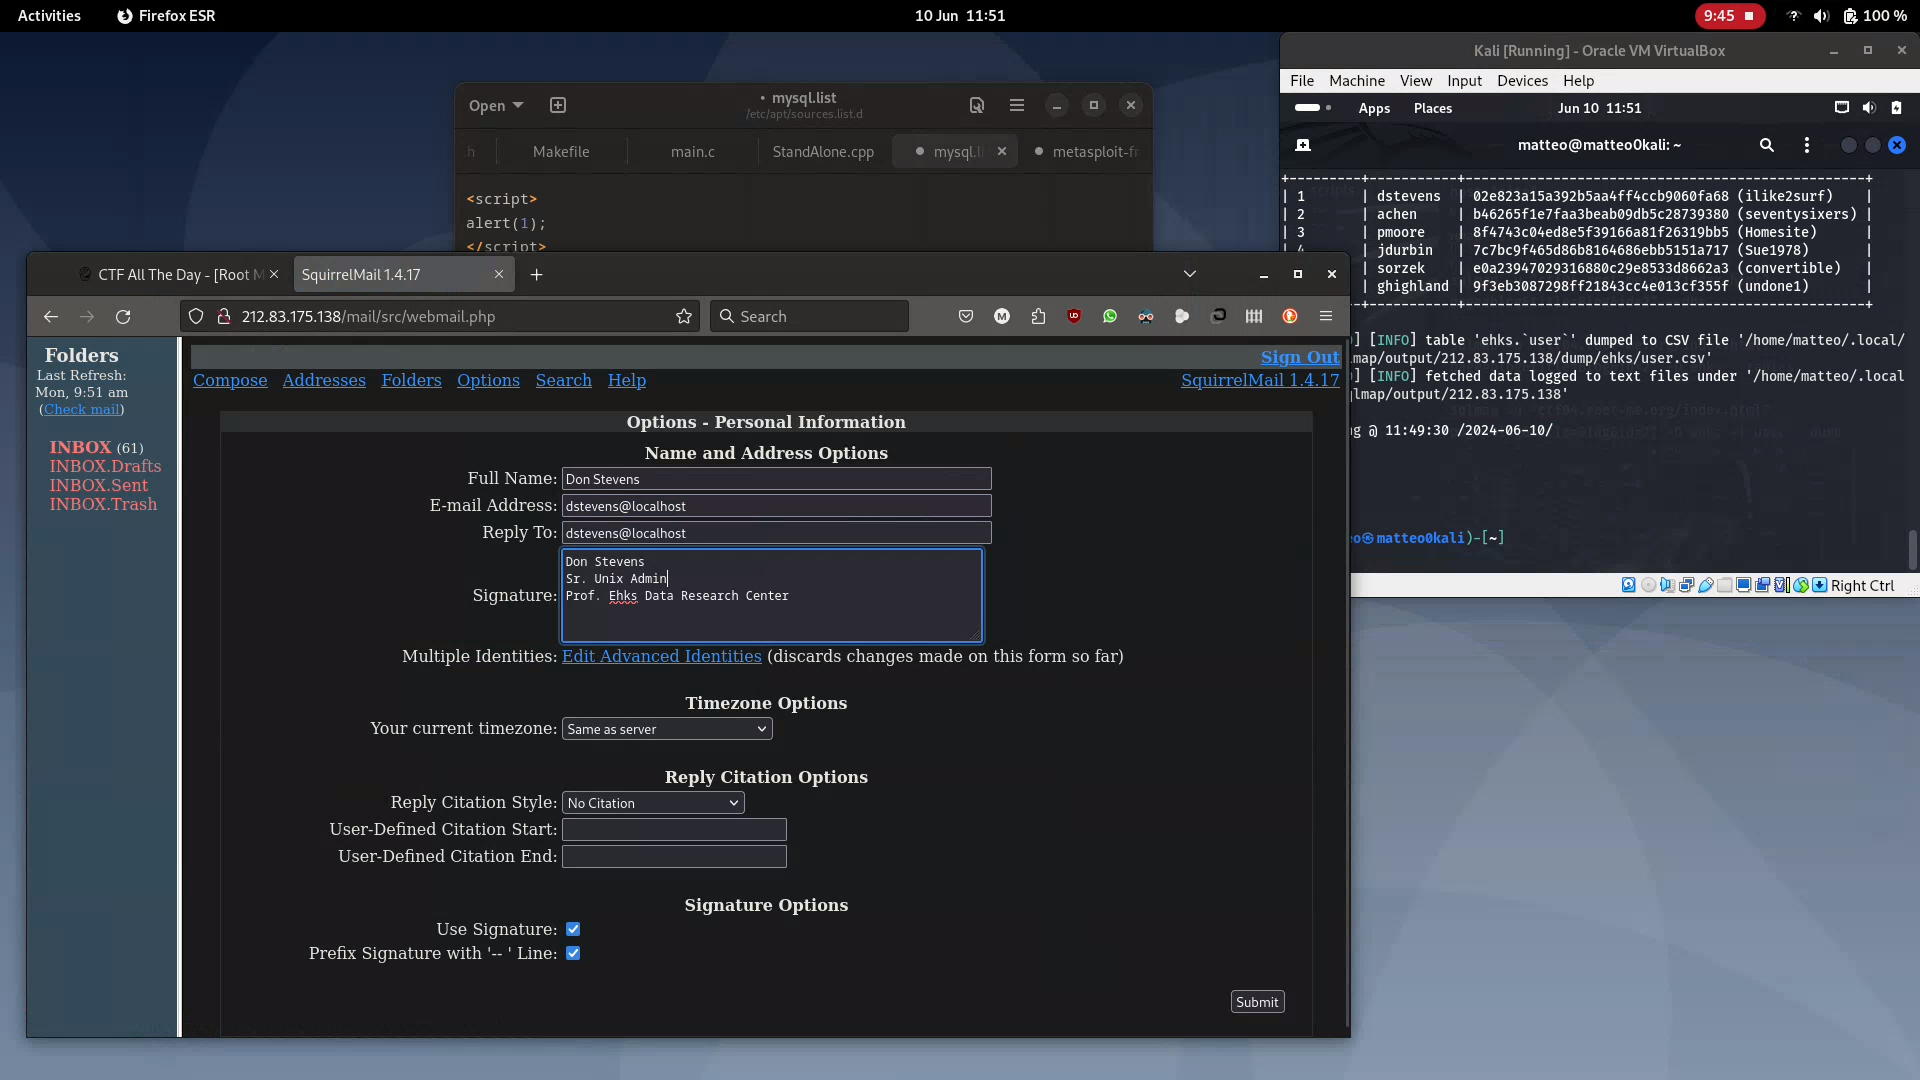 Activities
Firefox ESR
10 Jun 11:51
9:45
100 %
Open
• mysql.list
/etc/apt/sources.list.d
h
Makefile
main.c
StandAlone.cpp
mysql.li
metasploit-fr
<script>
alert(1);
</script>
Kali [Running] - Oracle VM VirtualBox
File Machine View Input Devices Help
Apps Places
Jun 10 11:51
matteo@matteo0kali: ~
+---------+-----------+---------------------------------------------+
| 1       | dstevens  | 02e823a15a392b5aa4ff4ccb9060fa68 (ilike2surf)    |
| 2       | achen     | b46265f1e7faa3beab09db5c28739380 (seventysixers) |
| 3       | pmoore    | 8f4743c04ed8e5f39166a81f26319bb5 (Homesite)      |
| 4       | jdurbin   | 7c7bc9f465d86b8164686ebb5151a717 (Sue1978)       |
| sorzek    | e0a23947029316880c29e8533d8662a3 (convertible)   |
| ghighland | 9f3eb3087298ff21843cc4e013cf355f (undone1)       |
+-----------+---------------------------------------------+
] [INFO] table 'ehks.`user`' dumped to CSV file '/home/matteo/.local/
map/output/212.83.175.138/dump/ehks/user.csv'
] [INFO] fetched data logged to text files under '/home/matteo/.local
lmap/output/212.83.175.138'
g @ 11:49:30 /2024-06-10/
matteo0kali)-[~]
Right Ctrl
CTF All The Day - [Root M
SquirrelMail 1.4.17
212.83.175.138/mail/src/webmail.php
Search
Folders
Last Refresh:
Mon, 9:51 am
(Check mail)
INBOX (61)
INBOX.Drafts
INBOX.Sent
INBOX.Trash
Sign Out
Compose Addresses Folders Options Search Help
SquirrelMail 1.4.17
Options - Personal Information
Name and Address Options
Full Name: Don Stevens
E-mail Address: dstevens@localhost
Reply To: dstevens@localhost
Signature:
Don Stevens
Sr. Unix Admin
Prof. Ehks Data Research Center
Multiple Identities: Edit Advanced Identities (discards changes made on this form so far)
Timezone Options
Your current timezone: Same as server
Reply Citation Options
Reply Citation Style: No Citation
User-Defined Citation Start:
User-Defined Citation End:
Signature Options
Use Signature:
Prefix Signature with '-- ' Line:
Submit